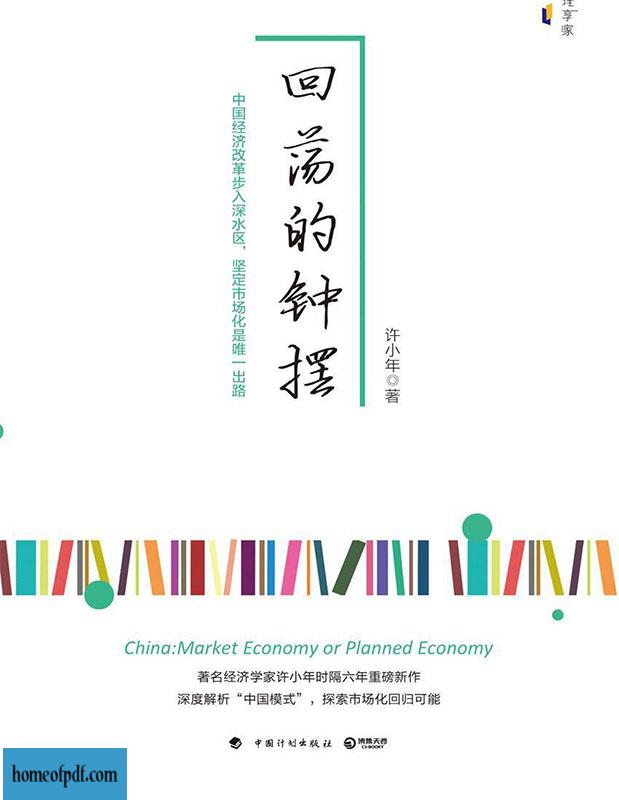 享家
回荡的钟摆
中国经济改革步入深水区，坚定市场化是唯一出路
许小年◎著
China:Market Economy or Planned Economy
著名经济学家许小年时隔六年重磅新作
深度解析“中国模式”，探索市场化回归可能
中国计划出版社
博集天卷
CS-BOOKY
homeofpdf.com